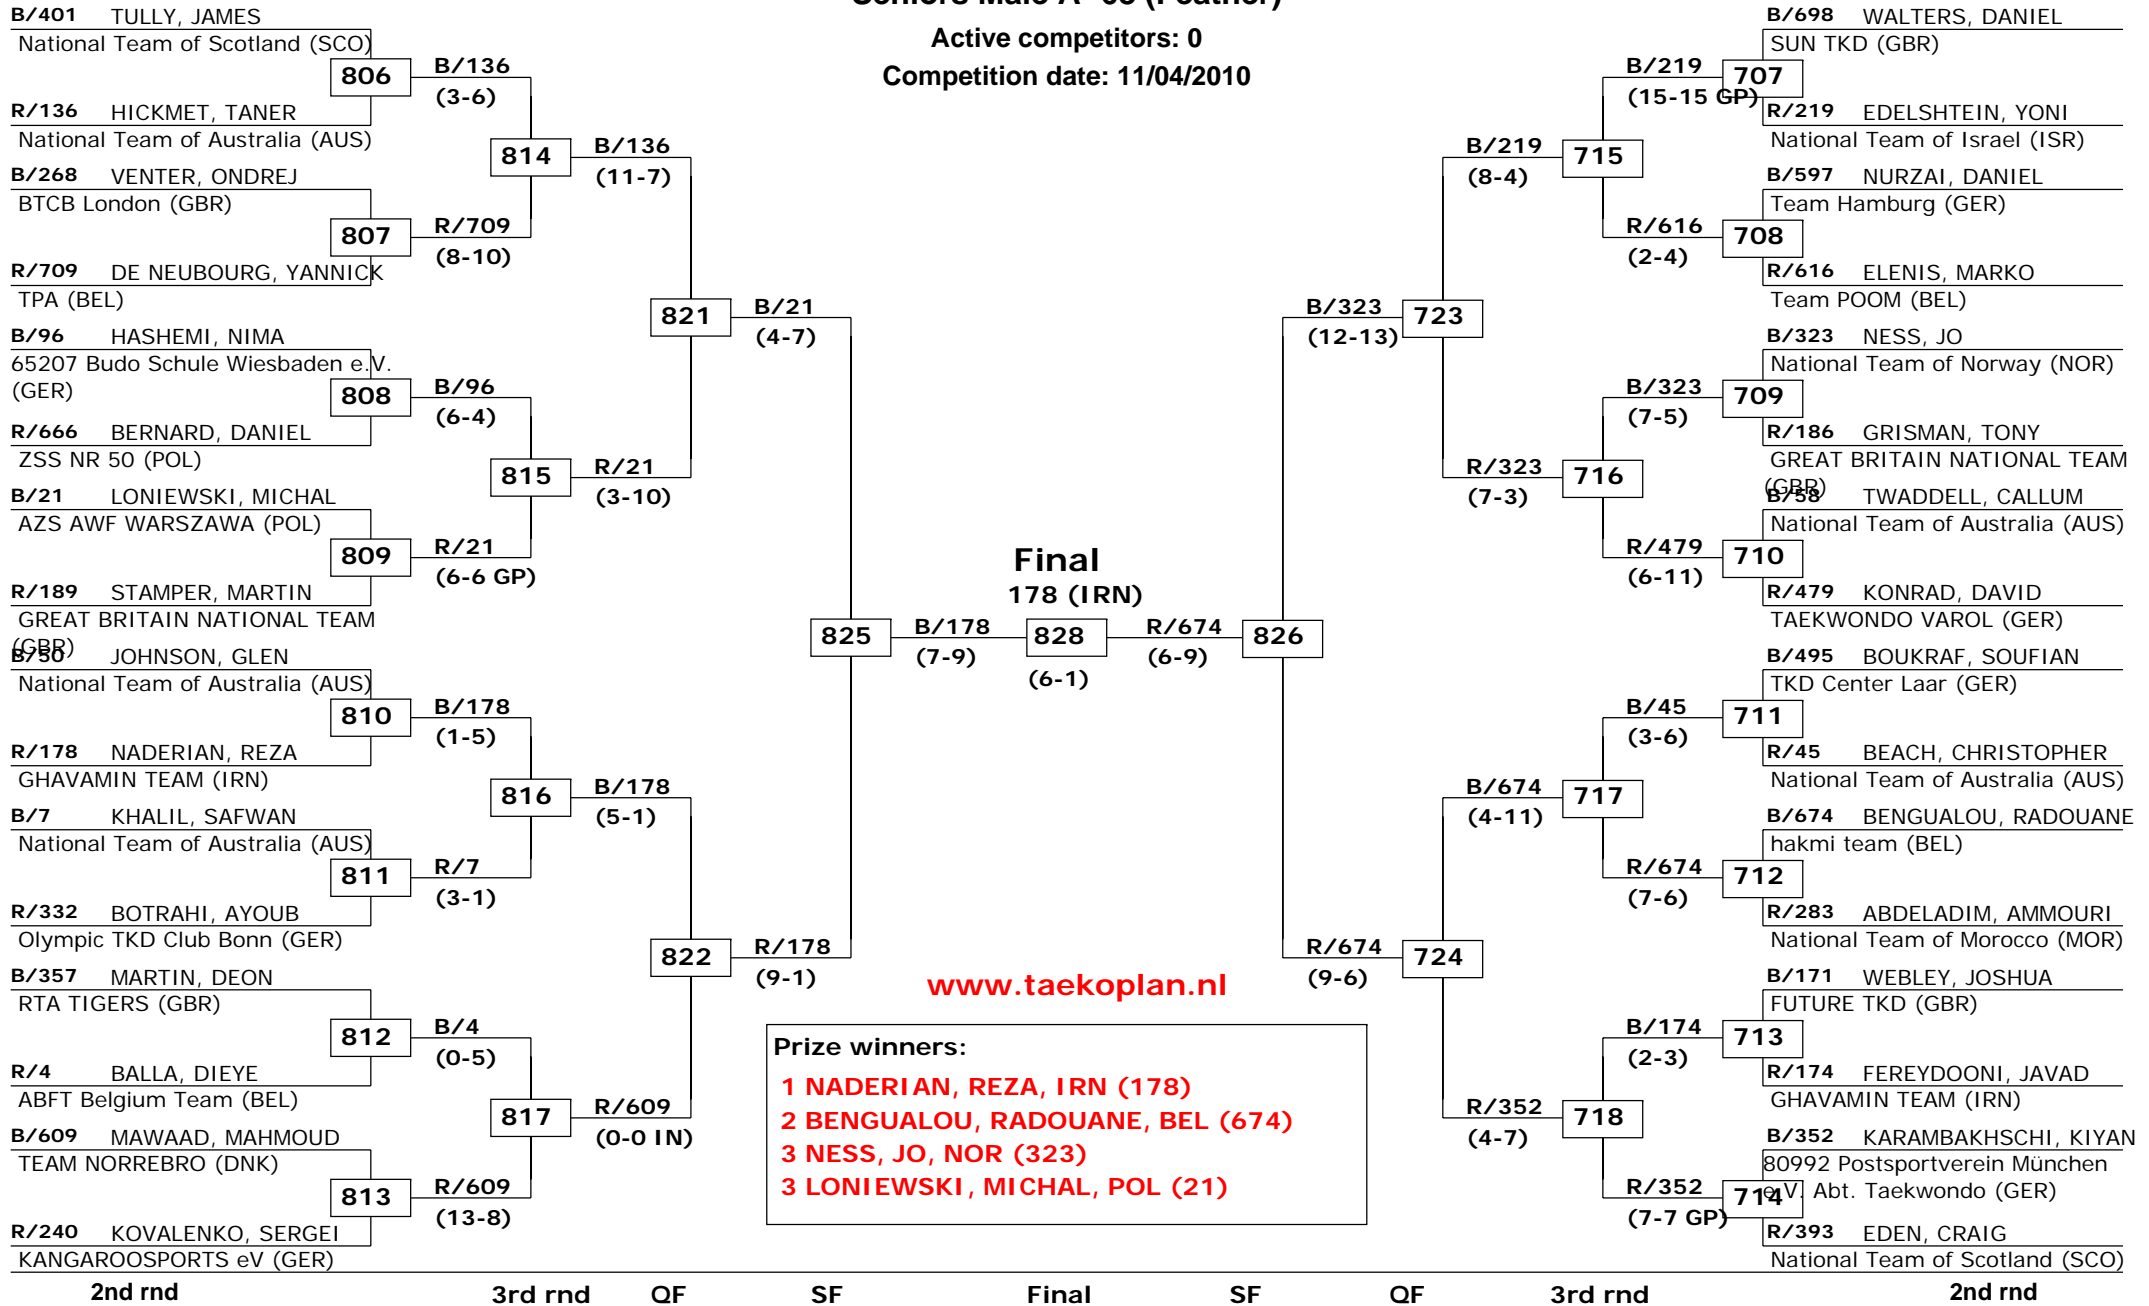 Active competitors: 0
Competition date: 11/04/2010
B/401 TULLY, JAMES
National Team of Scotland (SCO)
806
R/136 HICKMET, TANER
National Team of Australia (AUS)
B/268 VENTER, ONDREJ
BTCB London (GBR)
807
R/709 DE NEUBOURG, YANNICK
TPA (BEL)
B/96 HASHEMI, NIMA
65207 Budo Schule Wiesbaden e.V.
(GER)
808
R/666 BERNARD, DANIEL
ZSS NR 50 (POL)
B/21 LONIEWSKI, MICHAL
AZS AWF WARSZAWA (POL)
809
R/189 STAMPER, MARTIN
GREAT BRITAIN NATIONAL TEAM
(GBR)
B/50 JOHNSON, GLEN
National Team of Australia (AUS)
810
R/178 NADERIAN, REZA
GHAVAMIN TEAM (IRN)
B/7 KHALIL, SAFWAN
National Team of Australia (AUS)
811
R/332 BOTRAHI, AYOUB
Olympic TKD Club Bonn (GER)
B/357 MARTIN, DEON
RTA TIGERS (GBR)
812
R/4 BALLA, DIEYE
ABFT Belgium Team (BEL)
B/609 MAWAAD, MAHMOUD
TEAM NORREBRO (DNK)
813
R/240 KOVALENKO, SERGEI
KANGAROOSPORTS eV (GER)
B/136
(3-6)
814
R/709
(8-10)
B/96
(6-4)
815
R/21
(6-6 GP)
B/178
(1-5)
816
R/7
(3-1)
B/4
(0-5)
817
R/609
(13-8)
B/136
(11-7)
821
R/21
(3-10)
B/178
(5-1)
822
R/609
(0-0 IN)
B/21
(4-7)
825
R/178
(9-1)
Final
178 (IRN)
B/178
(7-9)
828
(6-1)
R/674
(6-9)
826
B/323
(12-13)
723
R/674
(9-6)
724
B/219
(8-4)
715
R/323
(7-3)
716
B/674
(4-11)
717
R/352
(4-7)
718
B/219
(15-15 GP)
707
R/616
(2-4)
708
B/323
(7-5)
709
R/479
(6-11)
710
B/45
(3-6)
711
R/674
(7-6)
712
B/174
(2-3)
713
R/352
(7-7 GP)
714
B/698 WALTERS, DANIEL
SUN TKD (GBR)
R/219 EDELSHTEIN, YONI
National Team of Israel (ISR)
B/597 NURZAI, DANIEL
Team Hamburg (GER)
R/616 ELENIS, MARKO
Team POOM (BEL)
B/323 NESS, JO
National Team of Norway (NOR)
R/186 GRISMAN, TONY
GREAT BRITAIN NATIONAL TEAM
(GBR)
B/58 TWADDELL, CALLUM
National Team of Australia (AUS)
R/479 KONRAD, DAVID
TAEKWONDO VAROL (GER)
B/495 BOUKRAF, SOUFIAN
TKD Center Laar (GER)
R/45 BEACH, CHRISTOPHER
National Team of Australia (AUS)
B/674 BENGUALOU, RADOUANE
hakmi team (BEL)
R/283 ABDELADIM, AMMOURI
National Team of Morocco (MOR)
B/171 WEBLEY, JOSHUA
FUTURE TKD (GBR)
R/174 FEREYDOONI, JAVAD
GHAVAMIN TEAM (IRN)
B/352 KARAMBAKHSCHI, KIYAN
80992 Postsportverein München
e.V. Abt. Taekwondo (GER)
R/393 EDEN, CRAIG
National Team of Scotland (SCO)
www.taekoplan.nl
Prize winners:
1 NADERIAN, REZA, IRN (178)
2 BENGUALOU, RADOUANE, BEL (674)
3 NESS, JO, NOR (323)
3 LONIEWSKI, MICHAL, POL (21)
2nd rnd 3rd rnd QF SF Final SF QF 3rd rnd 2nd rnd